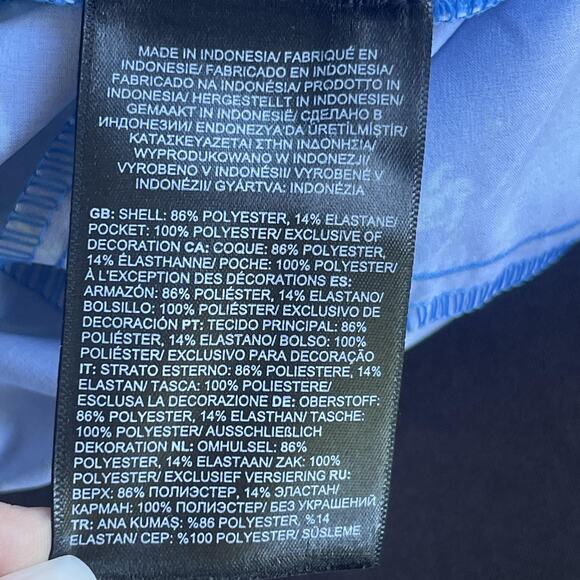 MADE IN INDONESIA/ FABRIQUÉ EN
INDONESIE/ FABRICADO EN INDONESIA/
FABRICADO NA INDONÉSIA/ PRODOTTO IN
INDONESIA/ HERGESTELLT IN INDONESIEN/
GEMAAKT IN INDONESIË/ СДЕЛАНО В
ИНДОНЕЗИИ/ ENDONEZYA'DA ÜRETİLMİŞTİR/
ΚΑΤΑΣΚΕΥΑΖΕΤΑΙ ΣΤΗΝ ΙΝΔΟΝΗΣΙΑ/
WYPRODUKOWANO W INDONEZJI/
VYROBENO V INDONÉSII/ VYROBENÉ V
INDONÉZII/ GYÁRTVA: INDONÉZIA
GB: SHELL: 86% POLYESTER, 14% ELASTANE/
POCKET: 100% POLYESTER/ EXCLUSIVE OF
DECORATION CA: COQUE: 86% POLYESTER,
14% ÉLASTHANNE/ POCHE: 100% POLYESTER/
À L'EXCEPTION DES DÉCORATIONS ES:
ARMAZÓN: 86% POLIÉSTER, 14% ELASTANO/
BOLSILLO: 100% POLIÉSTER/ EXCLUSIVO DE
DECORACIÓN PT: TECIDO PRINCIPAL: 86%
POLIÉSTER, 14% ELASTANO/ BOLSO: 100%
POLIÉSTER/ EXCLUSIVO PARA DECORAÇÃO
IT: STRATO ESTERNO: 86% POLIESTERE, 14%
ELASTAN/ TASCA: 100% POLIESTERE/
ESCLUSA LA DECORAZIONE DE: OBERSTOFF:
86% POLYESTER, 14% ELASTHAN/ TASCHE:
100% POLYESTER/ AUSSCHLIEßLICH
DEKORATION NL: OMHULSEL: 86%
POLYESTER, 14% ELASTAAN/ ZAK: 100%
POLYESTER/ EXCLUSIEF VERSIERING RU:
ВЕРХ: 86% ПОЛИЭСТЕР, 14% ЭЛАСТАН/
КАРМАН: 100% ПОЛИЭСТЕР/ БЕЗ УКРАШЕНИЙ
TR: ANA KUMAŞ: %86 POLYESTER, %14
ELASTAN/ CEP: %100 POLYESTER/ SÜSLEME